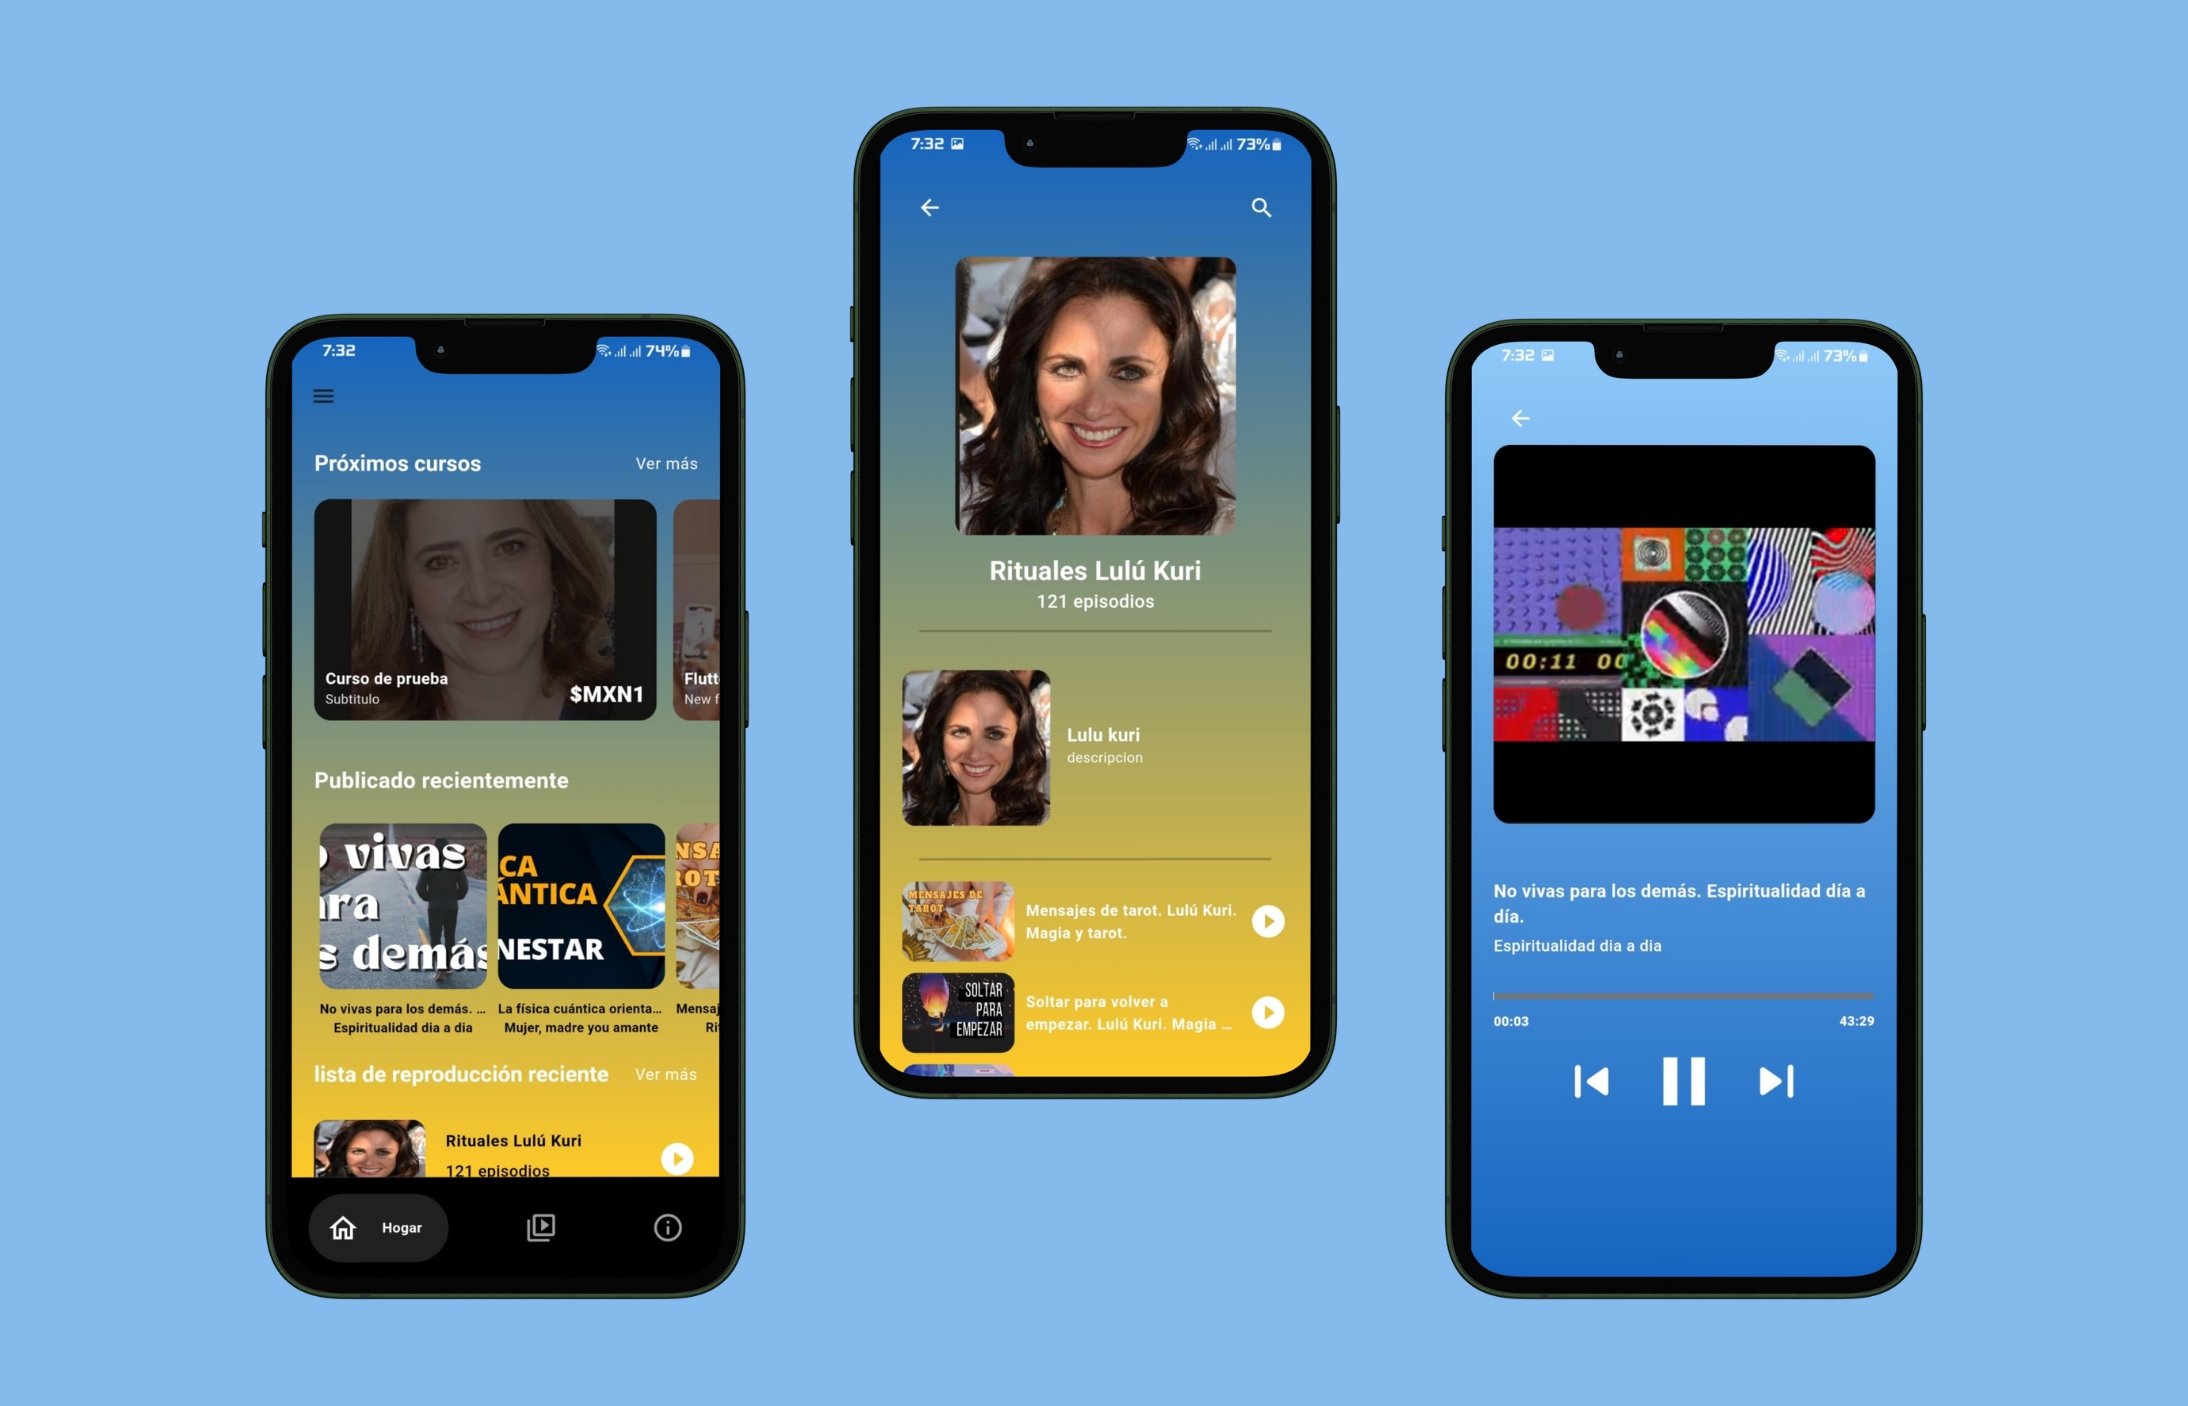 7:32
74%
Próximos cursos
Ver más
Curso de prueba
Subtitulo
$MXN1
Flutt
New f
Publicado recientemente
vivas
ra
s demás
CA
ÁNTICA
NESTAR
NSA
ROT
No vivas para los demás. ...
Espiritualidad dia a dia
La física cuántica orienta...
Mujer, madre you amante
Mensaj
Ri
lista de reproducción reciente
Ver más
Rituales Lulú Kuri
121 episodios
Hogar
7:32
73%
Rituales Lulú Kuri
121 episodios
Lulu kuri
descripcion
MENSAJES DE
TAROT
Mensajes de tarot. Lulú Kuri.
Magia y tarot.
SOLTAR
PARA
EMPEZAR
Soltar para volver a
empezar. Lulú Kuri. Magia ...
7:32
73%
00:11 00
No vivas para los demás. Espiritualidad día a
día.
Espiritualidad dia a dia
00:03
43:29